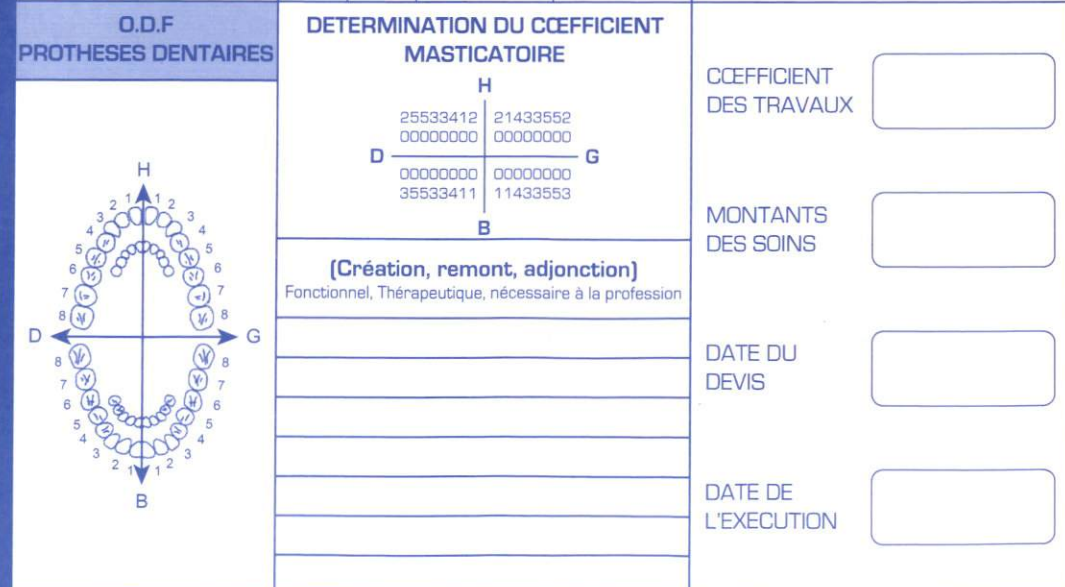 O.D.F
PROTHESES DENTAIRES
H
1 1
2 2
3 3
4 4
5 5
6 6
7 7
8 8
D G
8 8
7 7
6 6
5 5
4 4
3 3
2 2
1 1
B
DETERMINATION DU CŒFFICIENT
MASTICATOIRE
H
25533412 21433552
00000000 00000000
D G
00000000 00000000
35533411 11433553
B
(Création, remont, adjonction)
Fonctionnel, Thérapeutique, nécessaire à la profession
CŒFFICIENT
DES TRAVAUX
MONTANTS
DES SOINS
DATE DU
DEVIS
DATE DE
L'EXECUTION